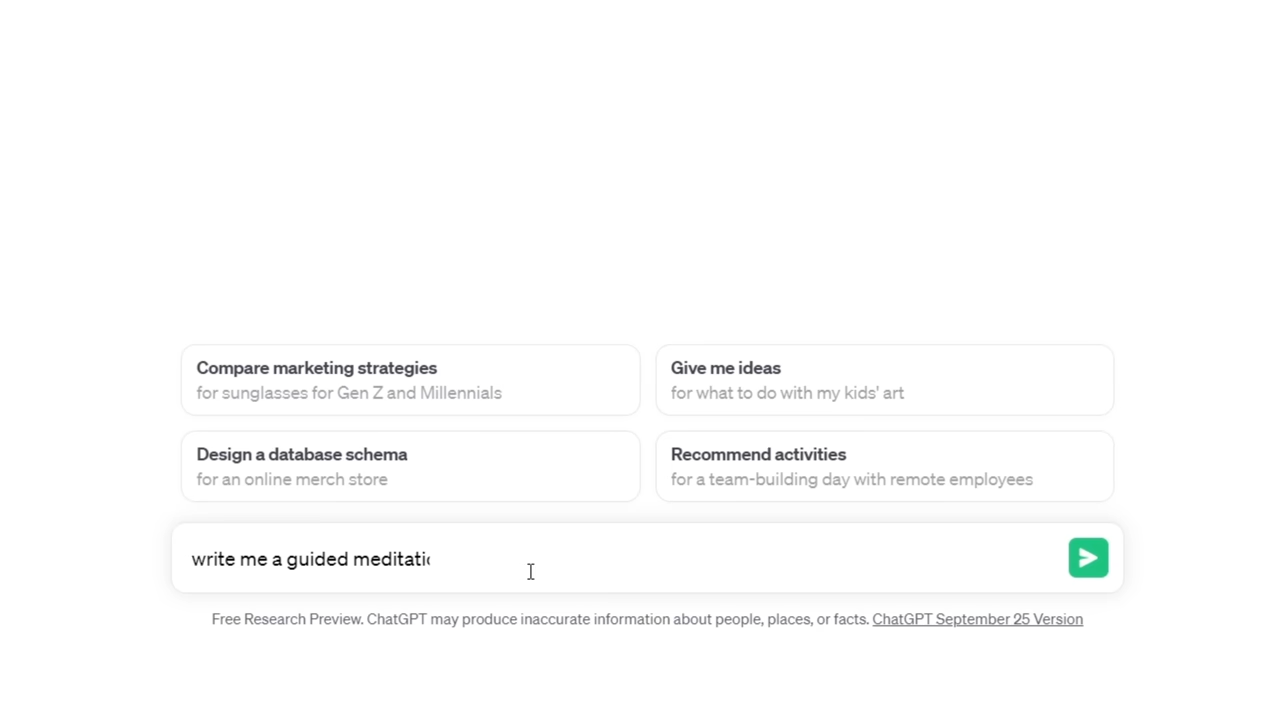 Compare marketing strategies
for sunglasses for Gen Z and Millennials
Give me ideas
for what to do with my kids' art
Design a database schema
for an online merch store
Recommend activities
for a team-building day with remote employees
write me a guided meditatic
Free Research Preview. ChatGPT may produce inaccurate information about people, places, or facts. ChatGPT September 25 Version